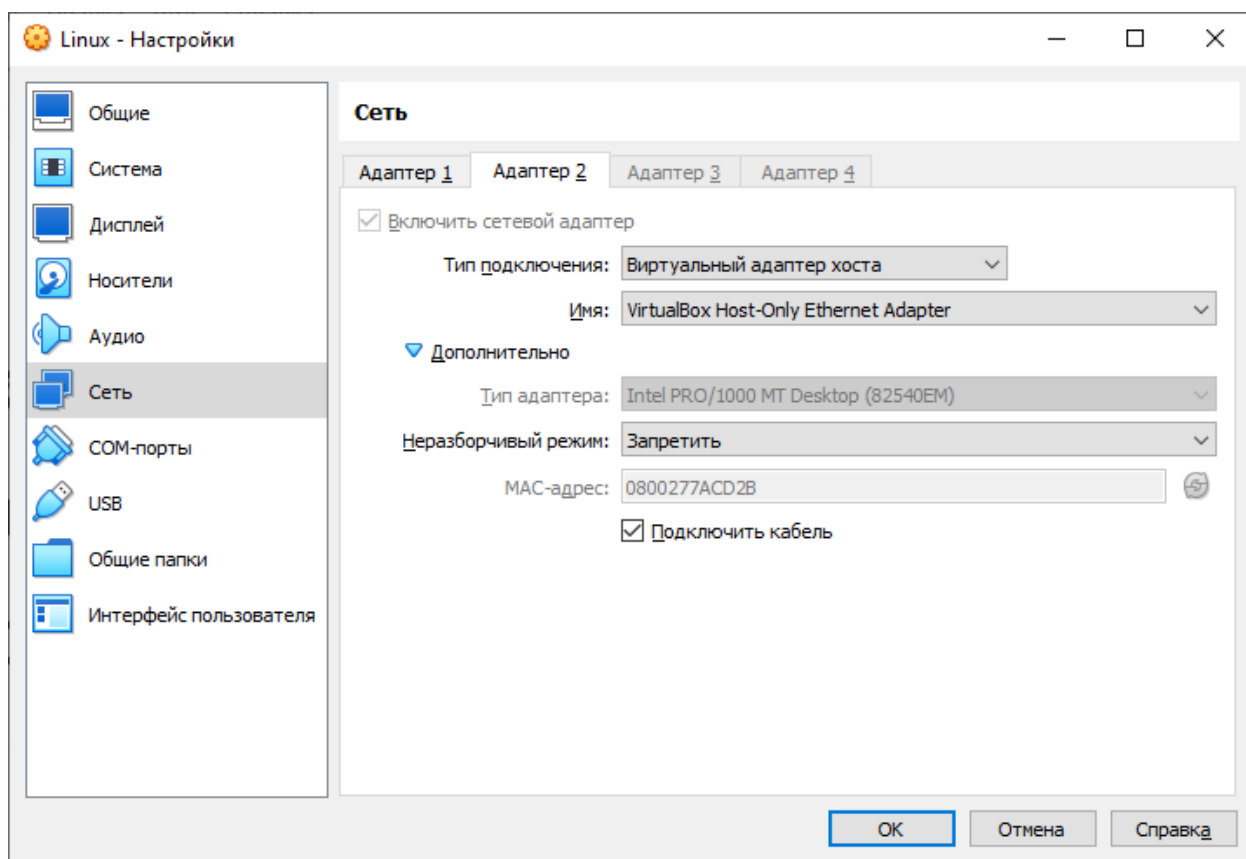 Linux - Настройки
Общие
Система
Дисплей
Носители
Аудио
Сеть
COM-порты
USB
Общие папки
Интерфейс пользователя
Сеть
Адаптер 1 Адаптер 2 Адаптер 3 Адаптер 4
Включить сетевой адаптер
Тип подключения: Виртуальный адаптер хоста
Имя: VirtualBox Host-Only Ethernet Adapter
Дополнительно
Тип адаптера: Intel PRO/1000 MT Desktop (82540EM)
Неразборчивый режим: Запретить
MAC-адрес: 0800277ACD2B
Подключить кабель
OK Отмена Справка